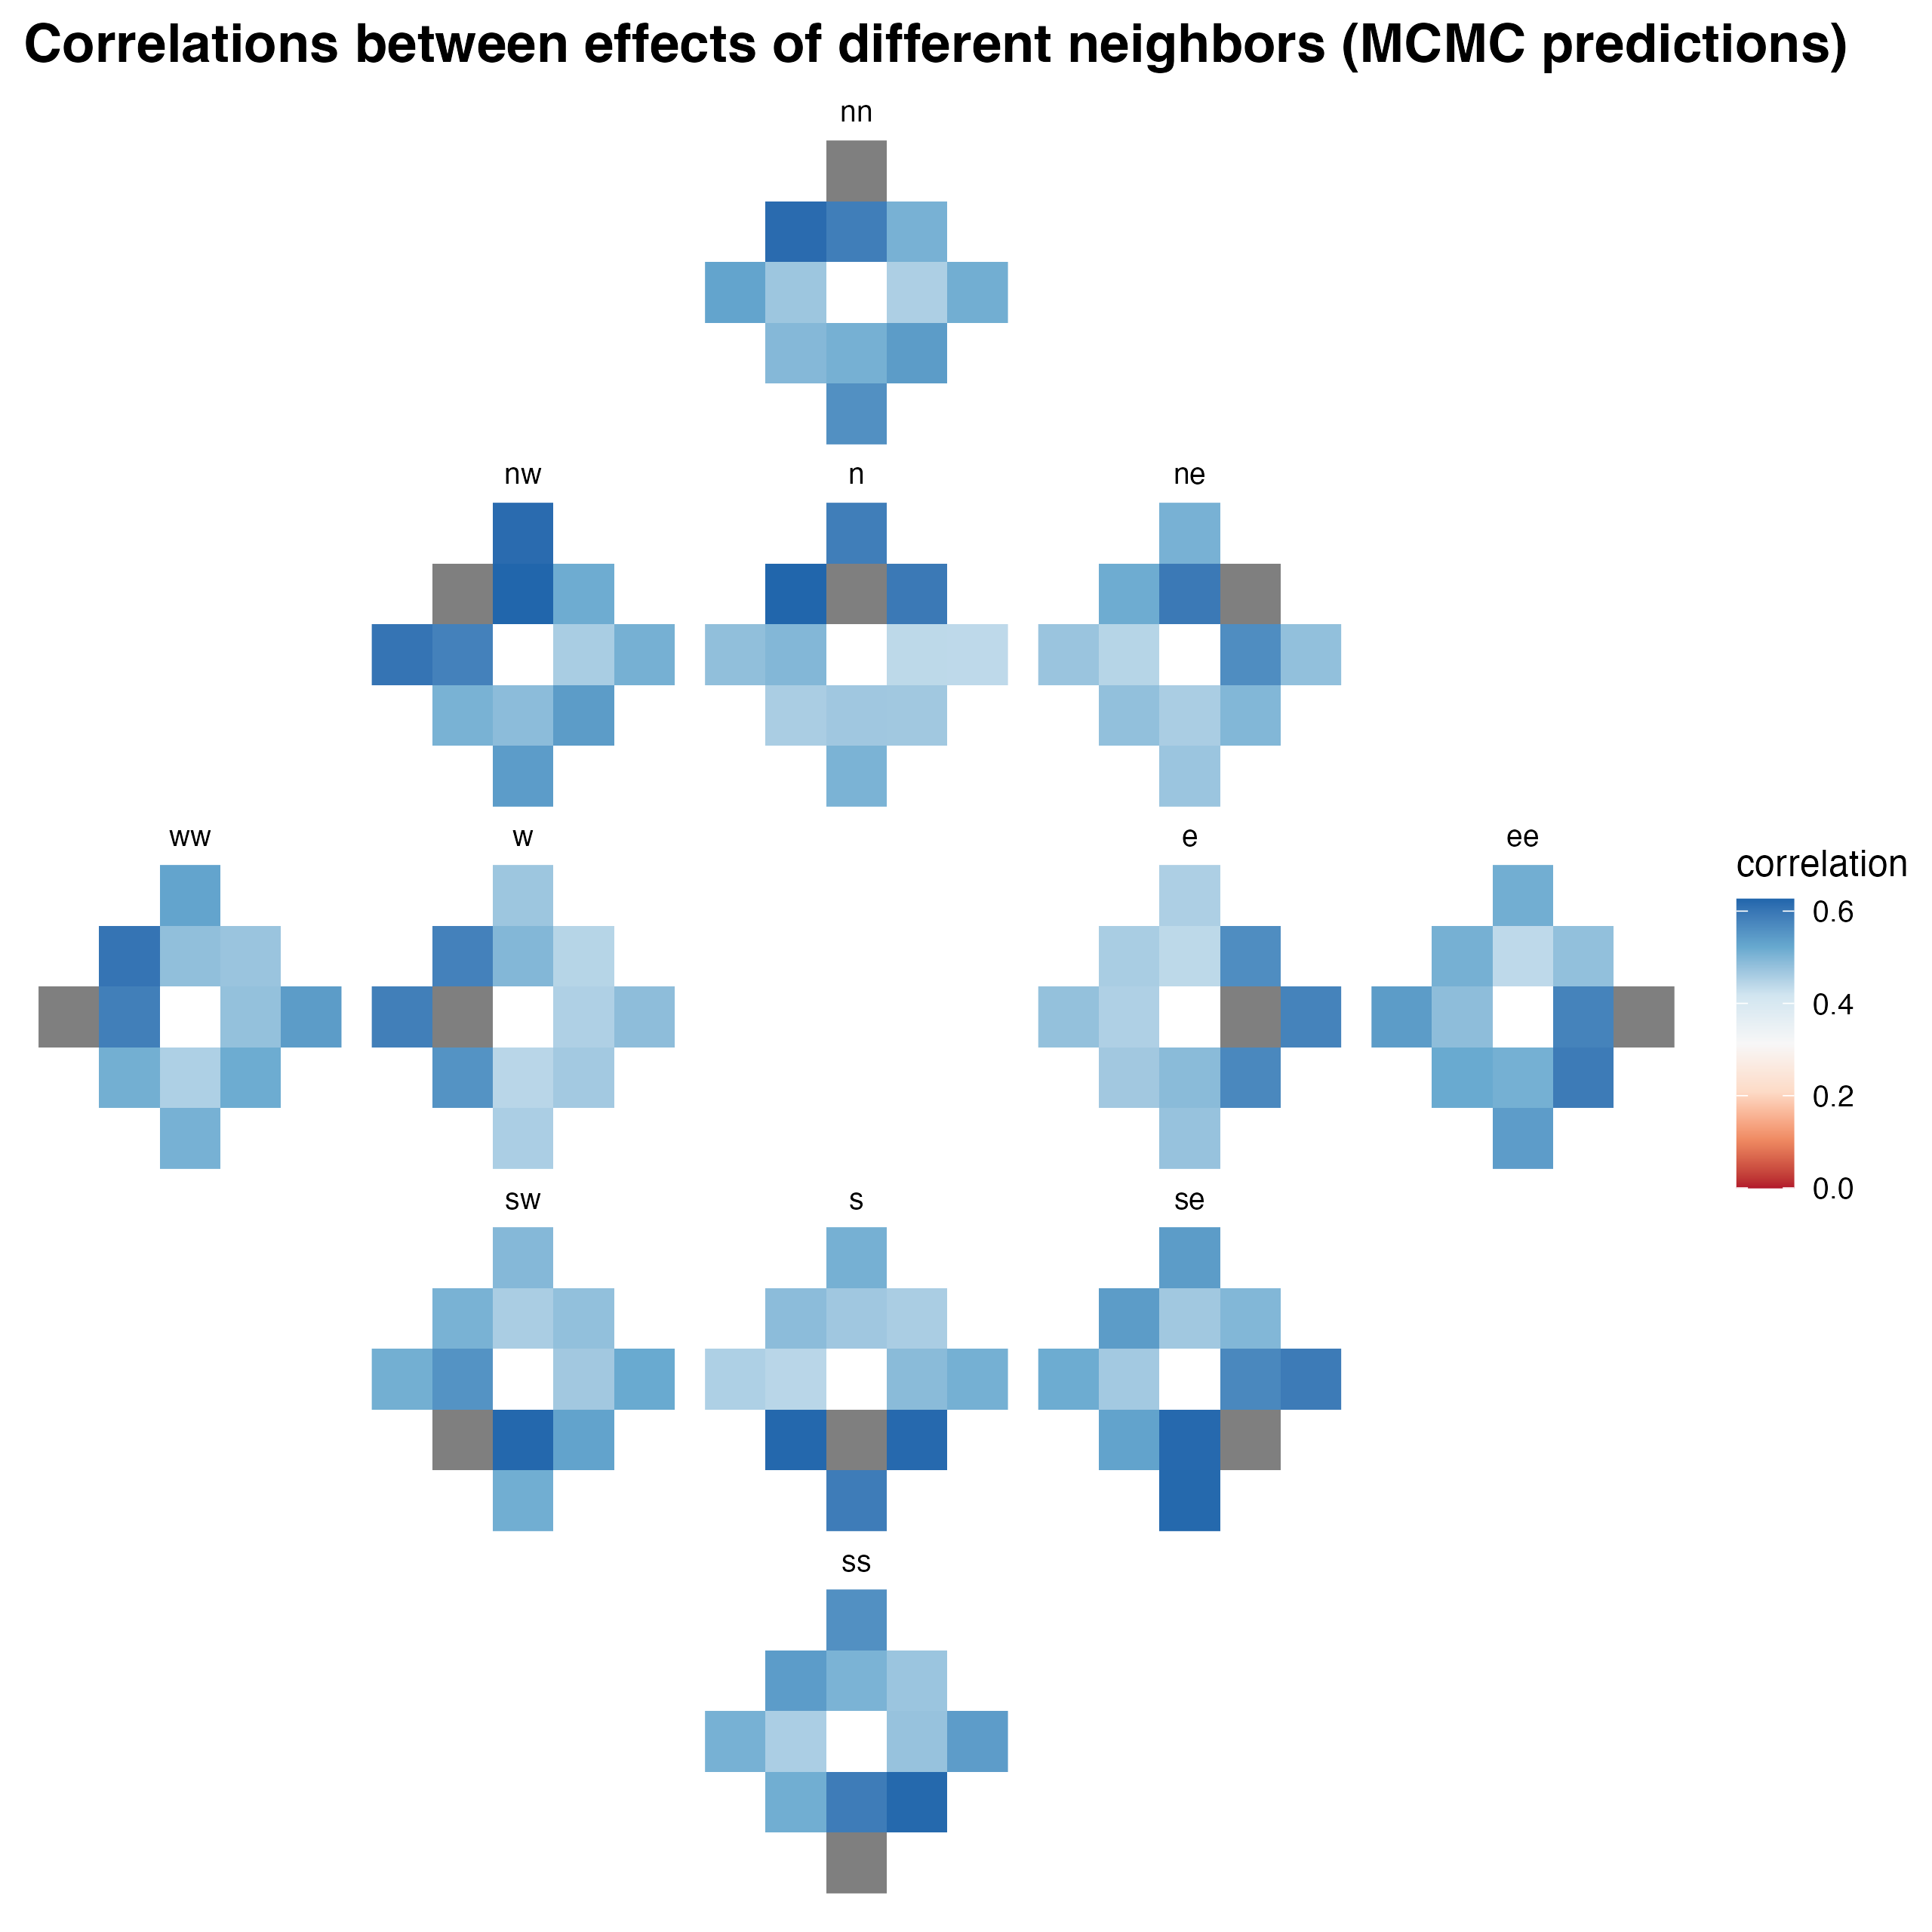 Correlations between effects of different neighbors (MCMC predictions)
nn
nw n ne
ww w e ee
correlation
0.6
0.4
0.2
0.0
sw s se
ss